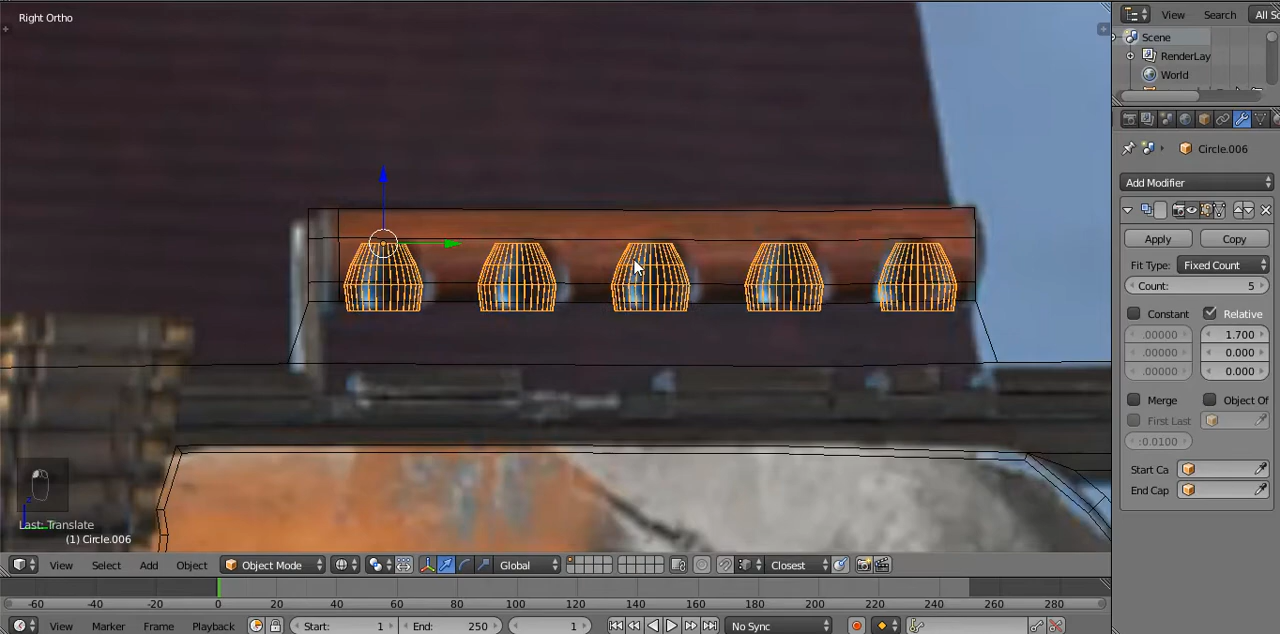 Right Ortho
View Search All S
Scene
RenderLay
World
Circle.006
Add Modifier
Apply Copy
Fit Type: Fixed Count
Count: 5
Constant Relative
.00000 1.700
.00000 0.000
.00000 0.000
Merge Object Of
First Last
:0.0100
Start Ca
End Cap
Last: Translate
(1) Circle.006
View Select Add Object Object Mode Global Closest
-60 -40 -20 0 20 40 60 80 100 120 140 160 180 200 220 240 260 280
View Marker Frame Playback Start: 1 End: 250 1 No Sync